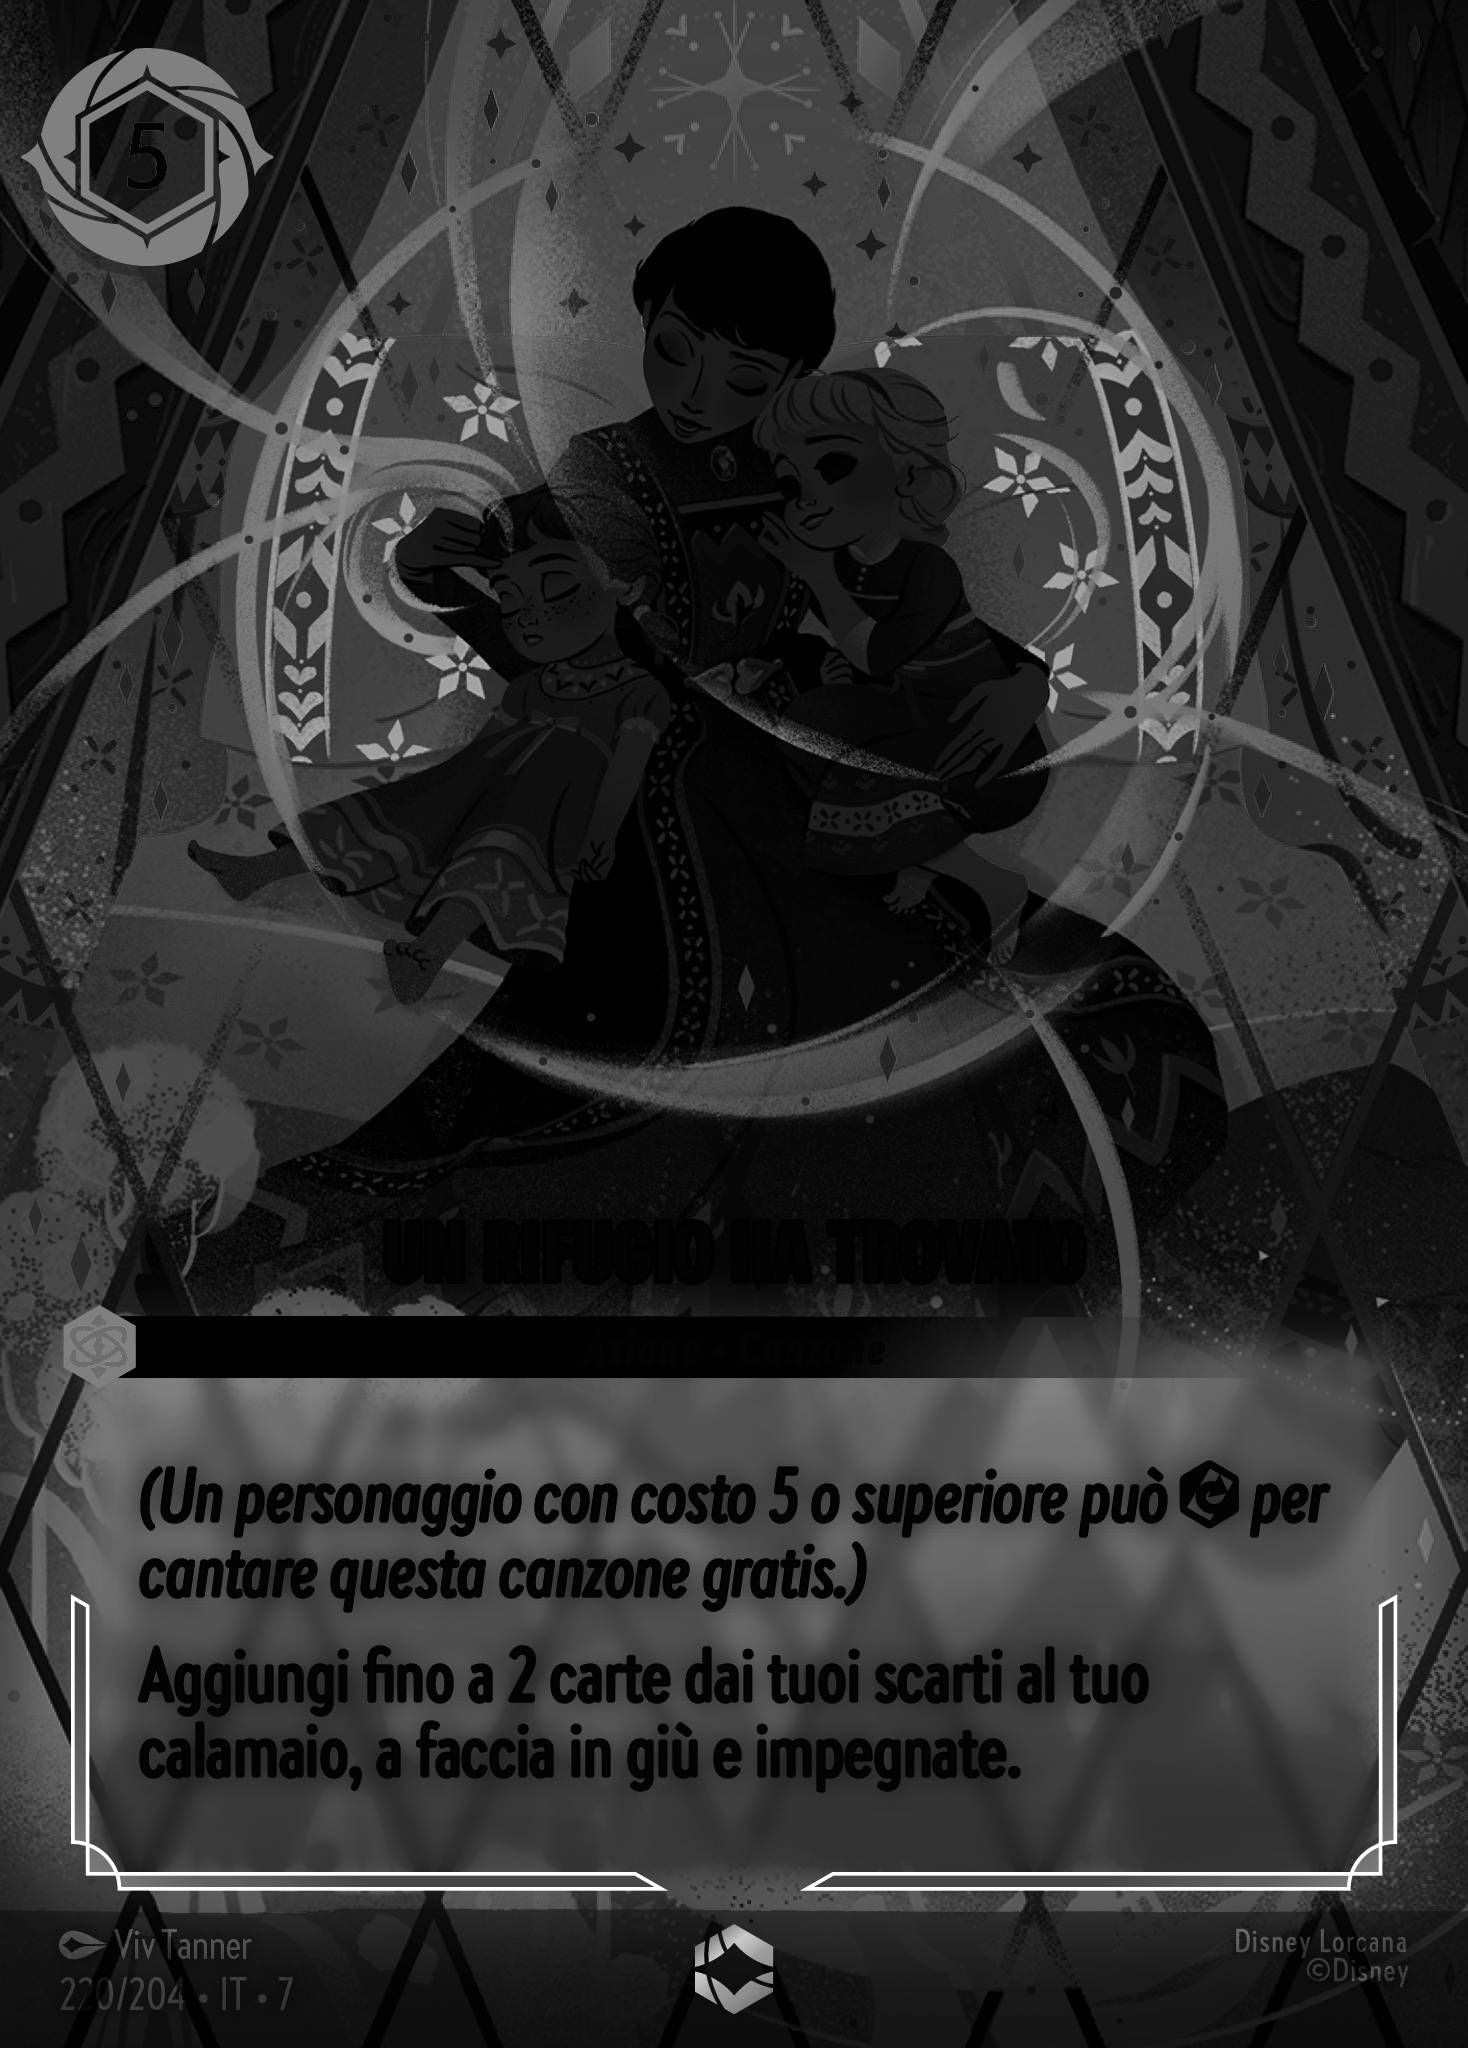 5
UN RIFUGIO HA TROVATO
Azione • Canzone
(Un personaggio con costo 5 o superiore può per
cantare questa canzone gratis.)
Aggiungi fino a 2 carte dai tuoi scarti al tuo
calamaio, a faccia in giù e impegnate.
Viv Tanner
220/204 • IT • 7
Disney Lorcana
©Disney